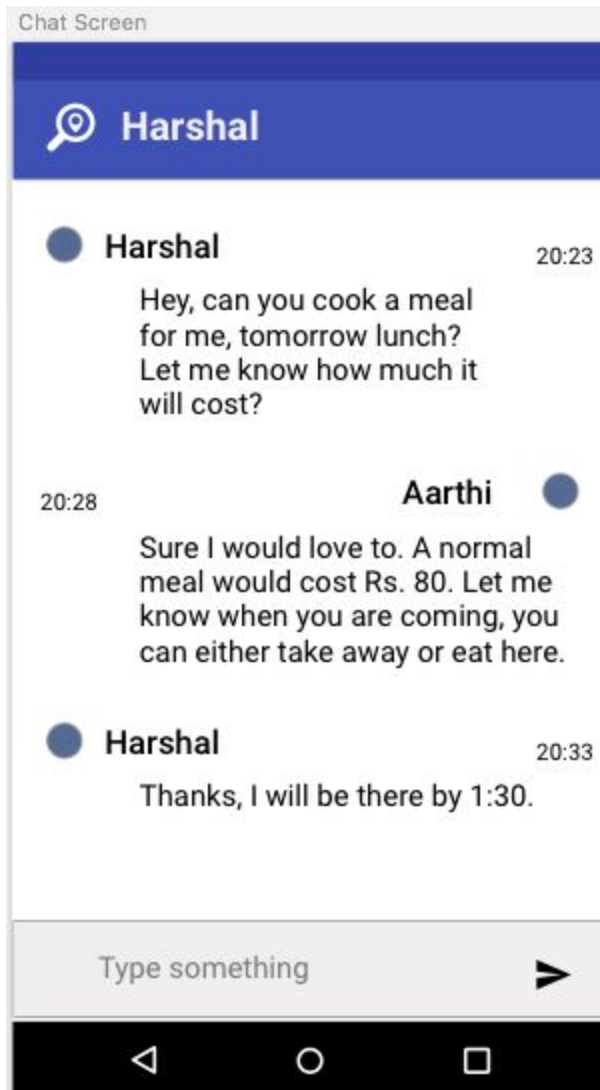 Chat Screen
Harshal
Harshal
20:23
Hey, can you cook a meal
for me, tomorrow lunch?
Let me know how much it
will cost?
20:28
Aarthi
Sure I would love to. A normal
meal would cost Rs. 80. Let me
know when you are coming, you
can either take away or eat here.
Harshal
20:33
Thanks, I will be there by 1:30.
Type something